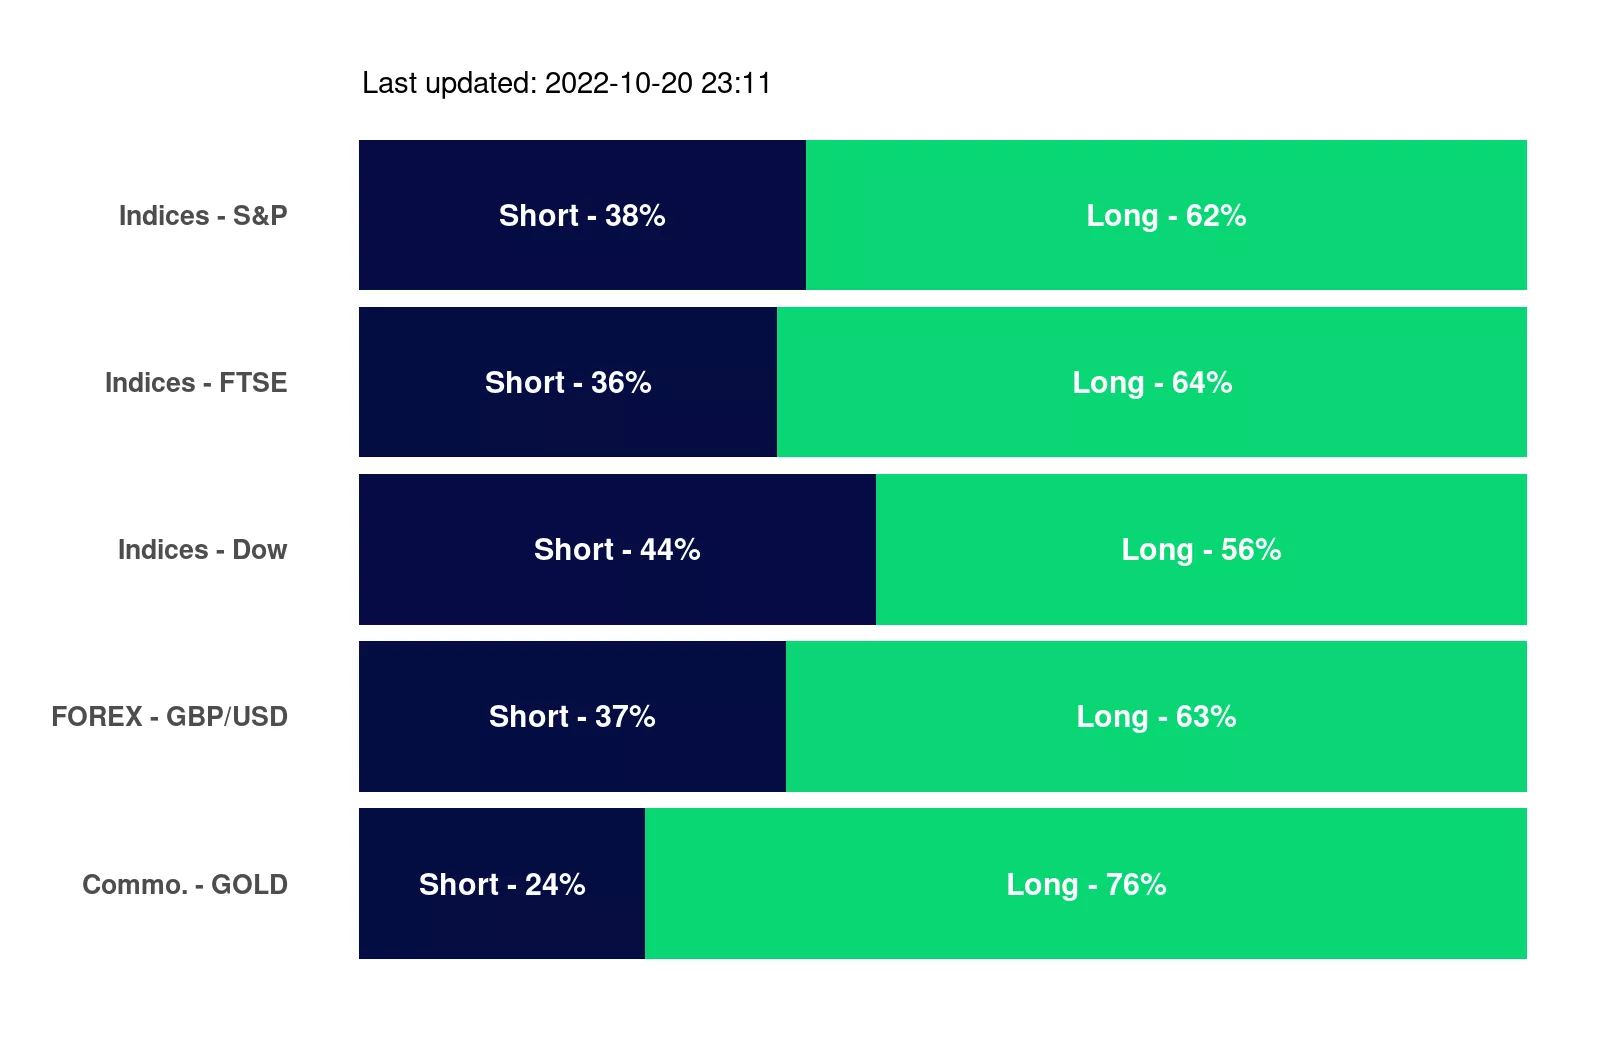 Last updated: 2022-10-20 23:11
Indices - S&P Short - 38% Long - 62%
Indices - FTSE Short - 36% Long - 64%
Indices - Dow Short - 44% Long - 56%
FOREX - GBP/USD Short - 37% Long - 63%
Commo. - GOLD Short - 24% Long - 76%